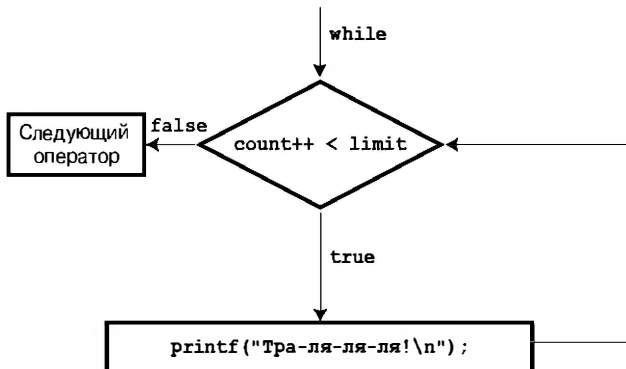 while
Следующий
оператор
false
count++ < limit
true
printf("Тра-ля-ля-ля!\n");